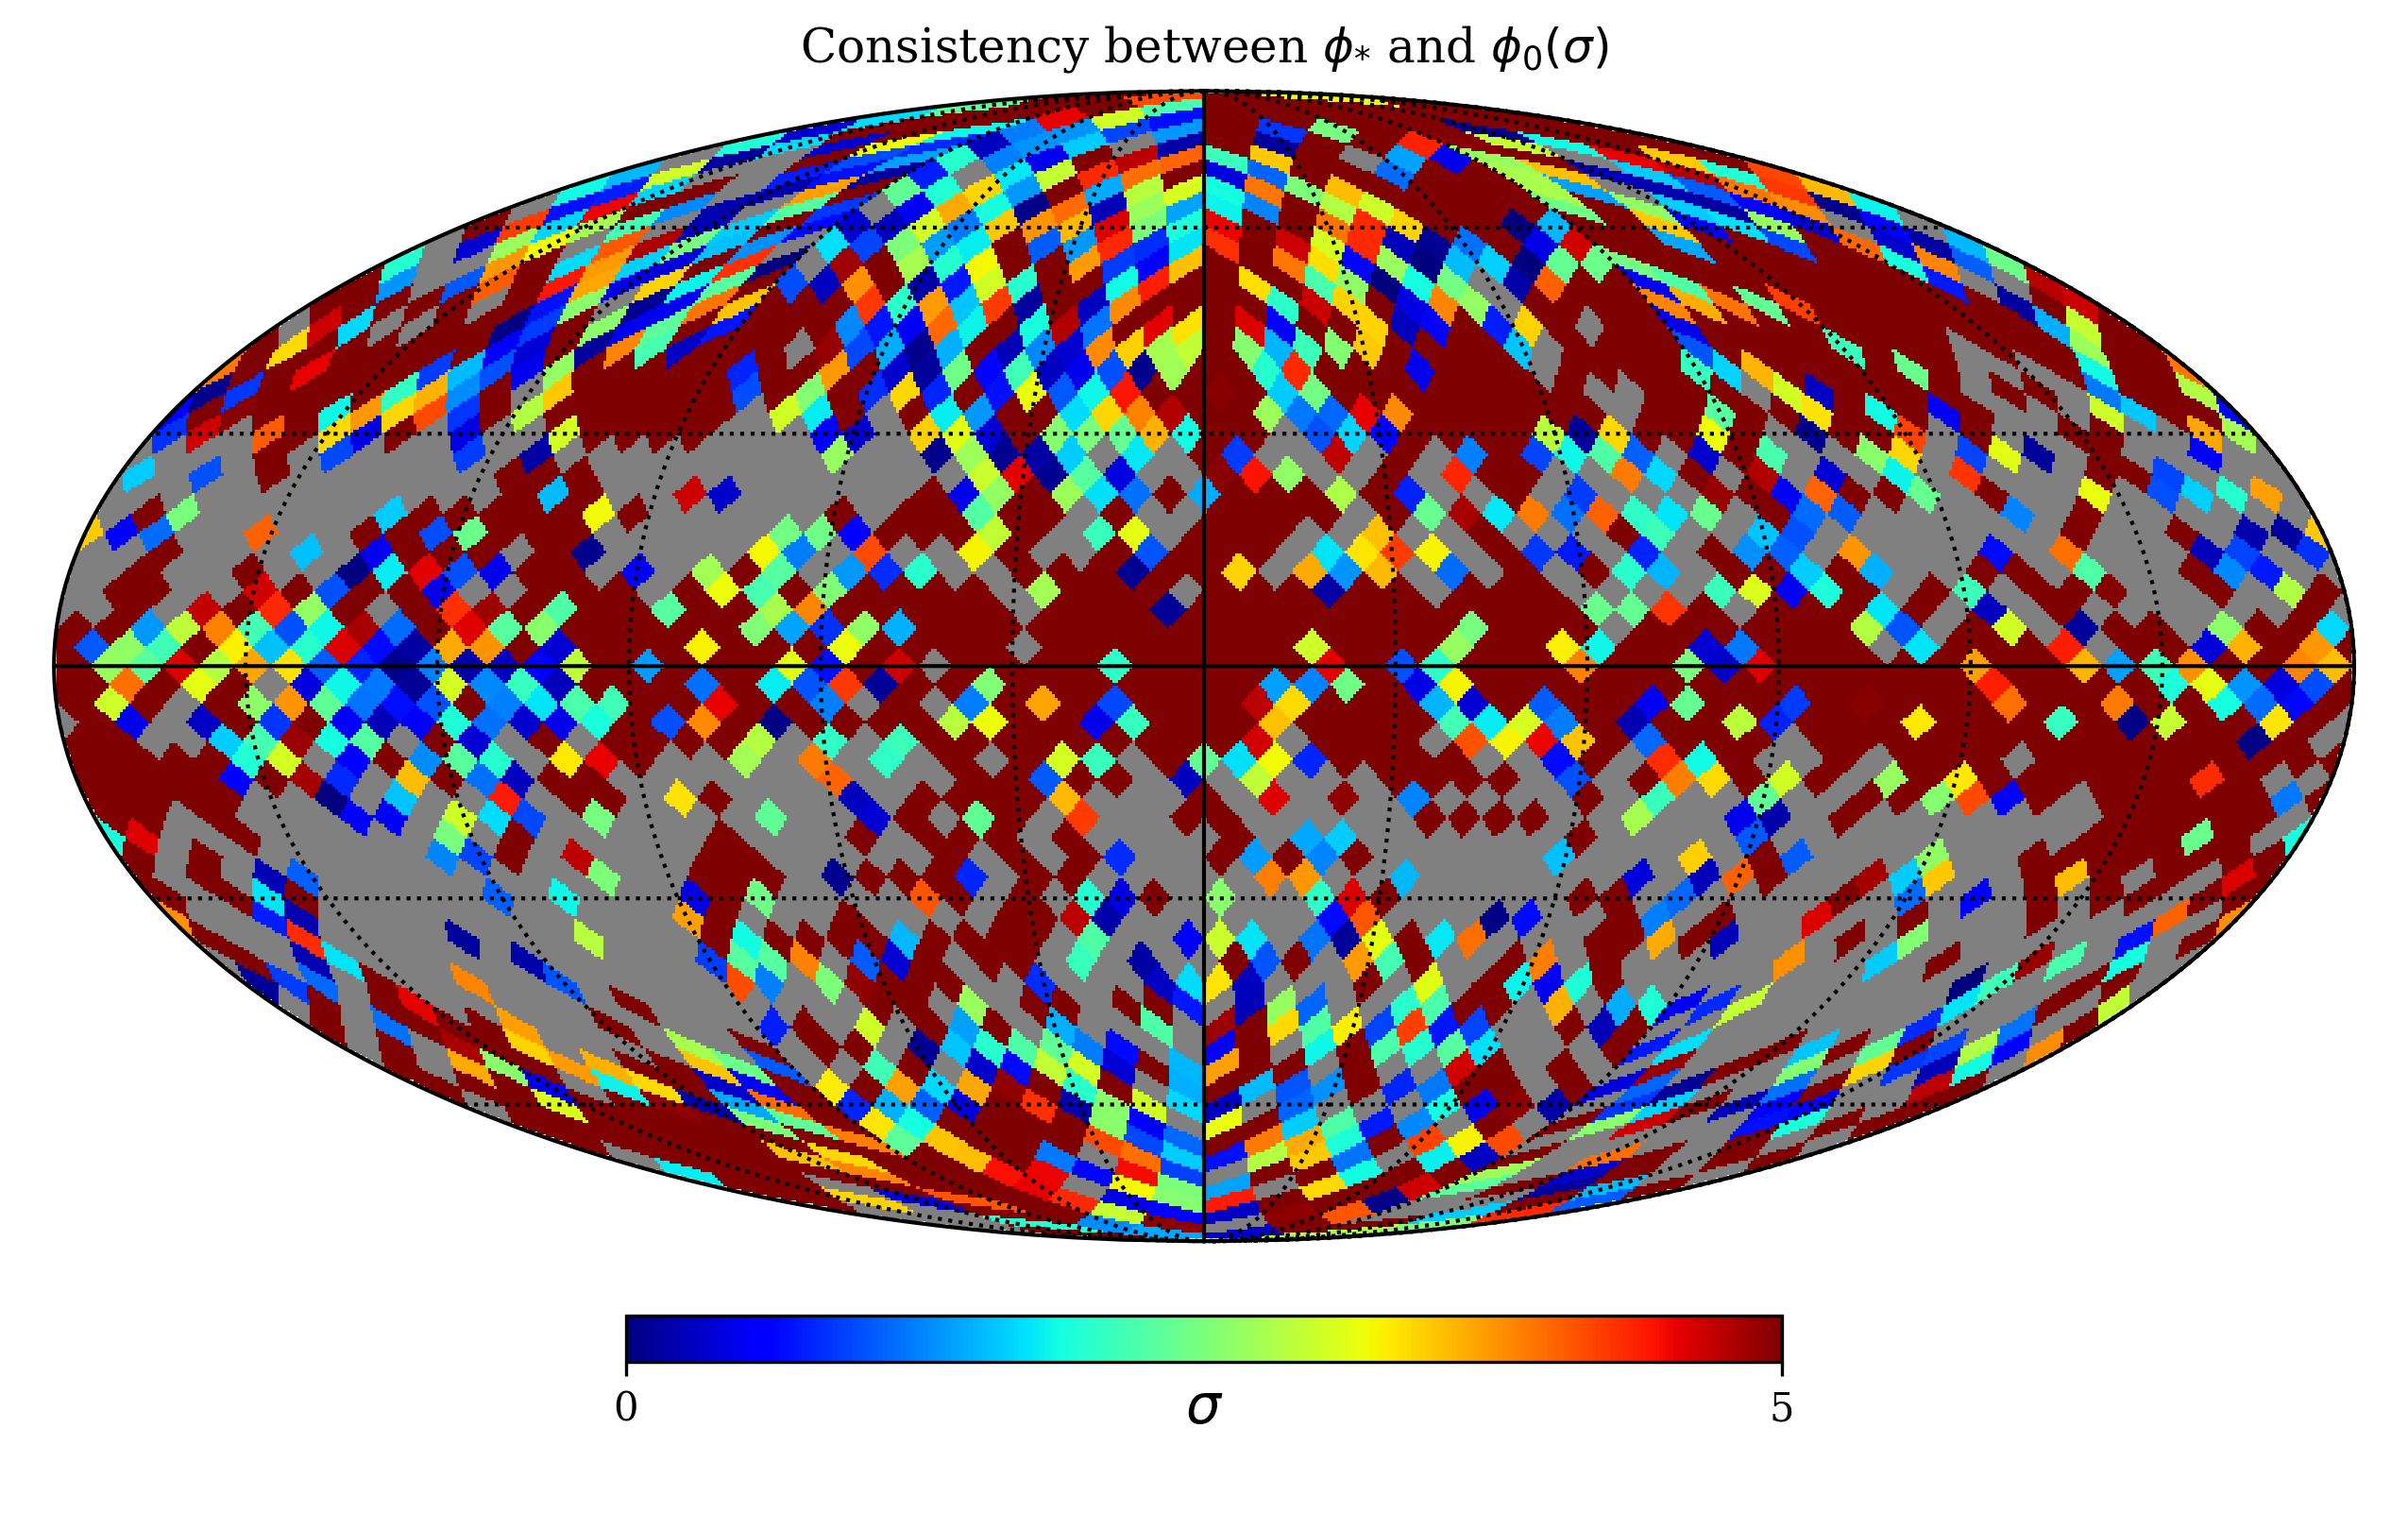 Consistency between ϕ* and ϕ₀(σ)
0 σ 5